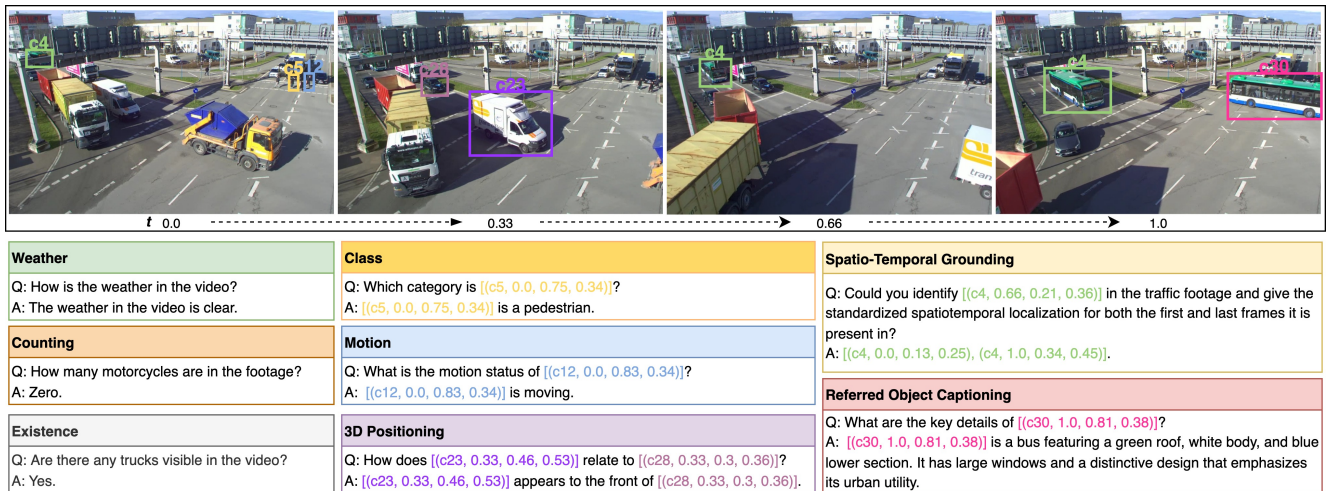 c4
c5
12
c28
c23
c4
c4
c30
tran
t 0.0
0.33
0.66
1.0
Weather
Q: How is the weather in the video?
A: The weather in the video is clear.
Counting
Q: How many motorcycles are in the footage?
A: Zero.
Existence
Q: Are there any trucks visible in the video?
A: Yes.
Class
Q: Which category is [(c5, 0.0, 0.75, 0.34)]?
A: [(c5, 0.0, 0.75, 0.34)] is a pedestrian.
Motion
Q: What is the motion status of [(c12, 0.0, 0.83, 0.34)]?
A: [(c12, 0.0, 0.83, 0.34)] is moving.
3D Positioning
Q: How does [(c23, 0.33, 0.46, 0.53)] relate to [(c28, 0.33, 0.3, 0.36)]?
A: [(c23, 0.33, 0.46, 0.53)] appears to the front of [(c28, 0.33, 0.3, 0.36)].
Spatio-Temporal Grounding
Q: Could you identify [(c4, 0.66, 0.21, 0.36)] in the traffic footage and give the
standardized spatiotemporal localization for both the first and last frames it is
present in?
A: [(c4, 0.0, 0.13, 0.25), (c4, 1.0, 0.34, 0.45)].
Referred Object Captioning
Q: What are the key details of [(c30, 1.0, 0.81, 0.38)]?
A: [(c30, 1.0, 0.81, 0.38)] is a bus featuring a green roof, white body, and blue
lower section. It has large windows and a distinctive design that emphasizes
its urban utility.